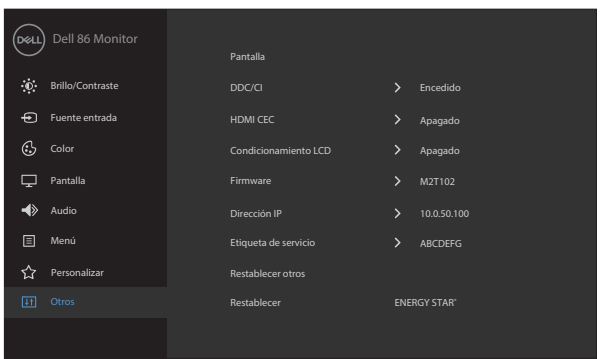 DELL
Dell 86 Monitor
Brillo/Contraste
Fuente entrada
Color
Pantalla
Audio
Menú
Personalizar
Otros
Pantalla
DDC/CI Encedido
HDMI CEC Apagado
Condicionamiento LCD Apagado
Firmware M2T102
Dirección IP 10.0.50.100
Etiqueta de servicio ABCDEFG
Restablecer otros
Restablecer ENERGY STAR®